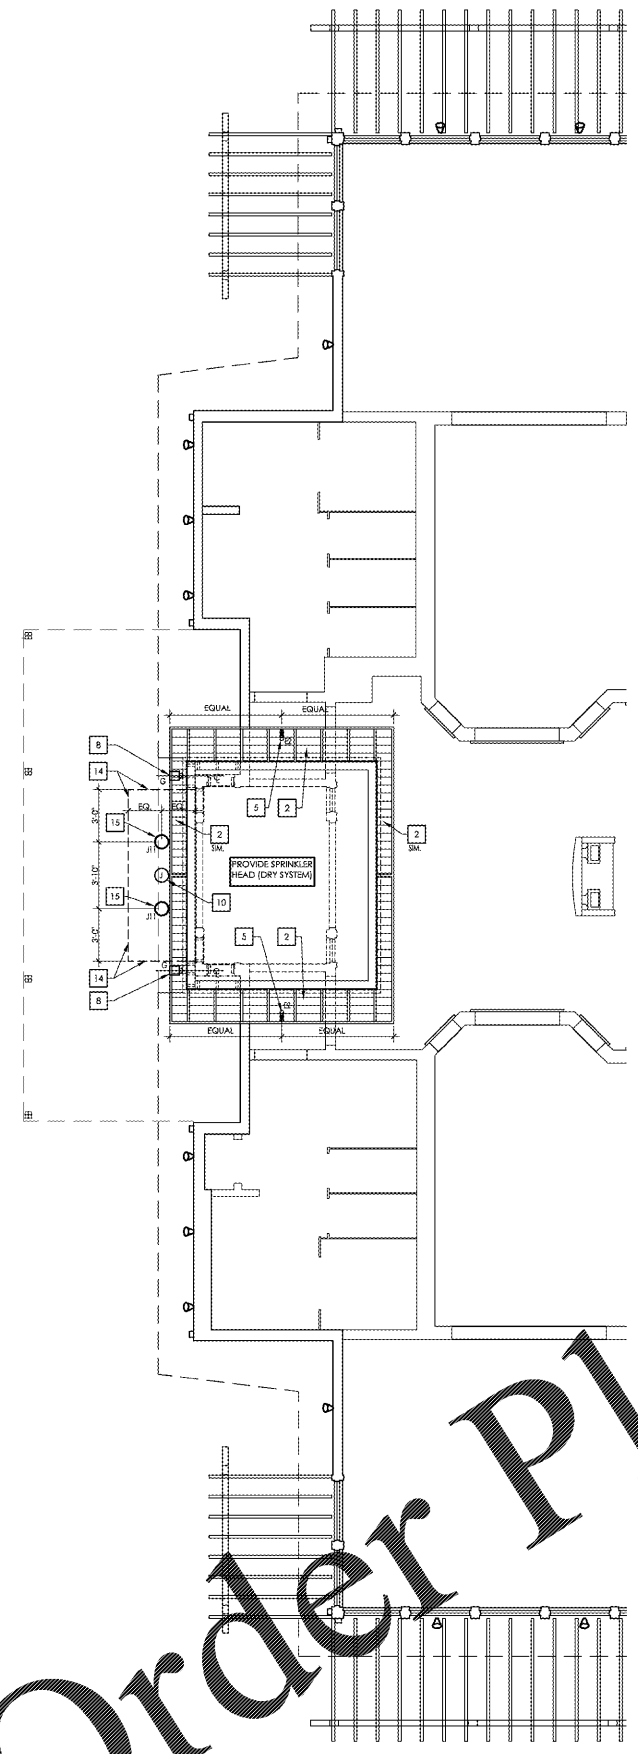 EQUAL EQUAL
8
G
14
EQ. EQ.
5 2
3'-0"
15
2
SIM.
2
SIM.
J1
3'-10"
PROVIDE SPRINKLER
HEAD (DRY SYSTEM)
J
10
15
J1
3'-0"
5 2
G
14
8
EQUAL EQUAL
Order Pl